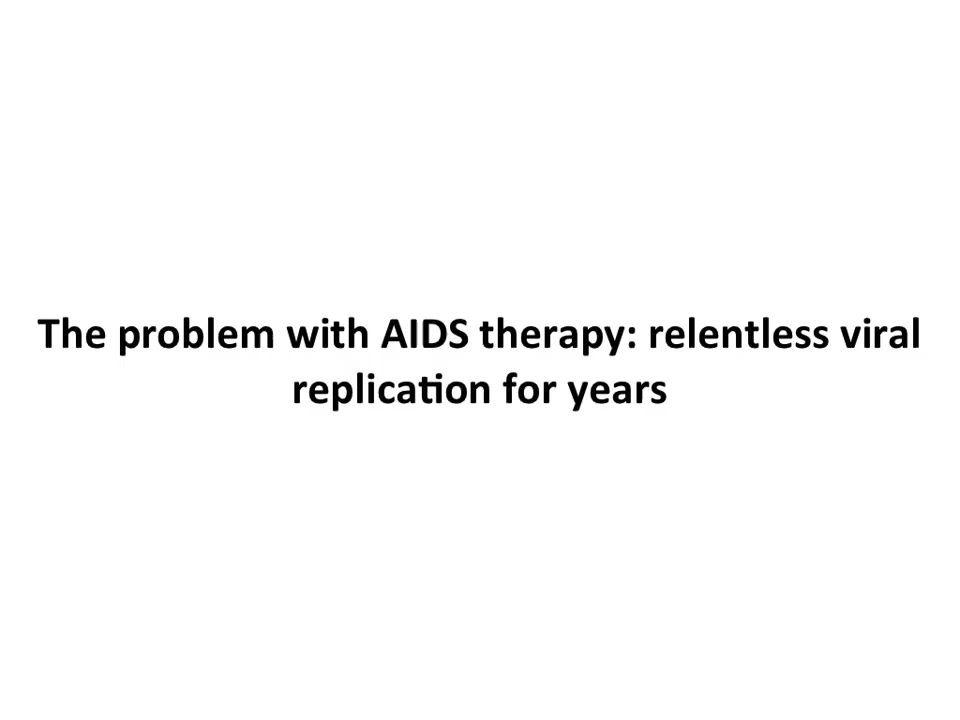 The problem with AIDS therapy: relentless viral
replication for years